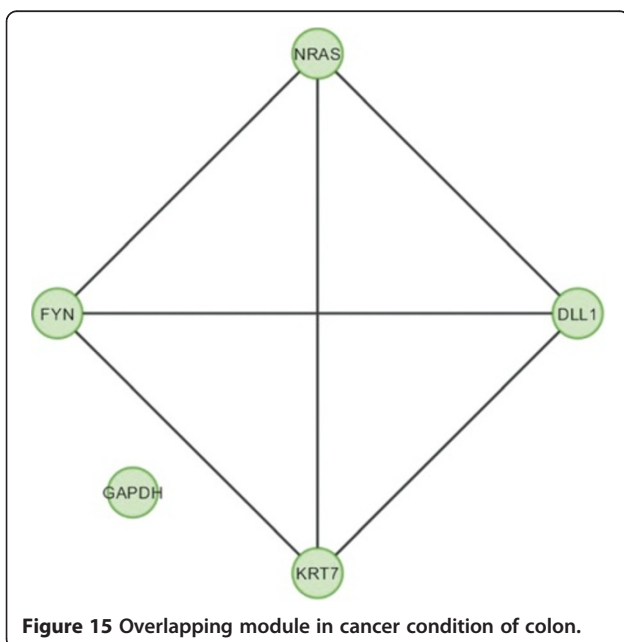 NRAS
FYN
DLL1
GAPDH
KRT7
Figure 15 Overlapping module in cancer condition of colon.